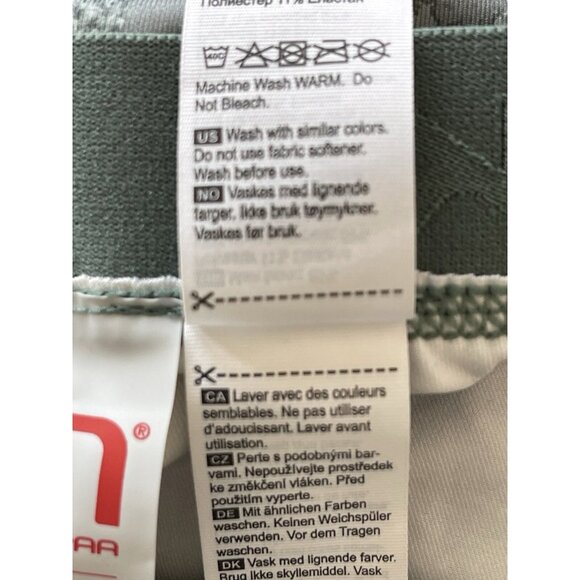 Полиестер 11% Еластан
40C
Machine Wash WARM. Do
Not Bleach.
US Wash with similar colors.
Do not use fabric softener.
Wash before use.
NO Vaskes med lignende
farger. Ikke bruk tøymykner.
Vaskes før bruk.
CA Laver avec des couleurs
semblables. Ne pas utiliser
d'adoucissant. Laver avant
utilisation.
CZ Perte s podobnými bar-
vami. Nepoužívejte prostředek
ke změkčení vláken. Před
použitím vyperte.
DE Mit ähnlichen Farben
waschen. Keinen Weichspüler
verwenden. Vor dem Tragen
waschen.
DK Vask med lignende farver.
Brug ikke skyllemiddel. Vask
®